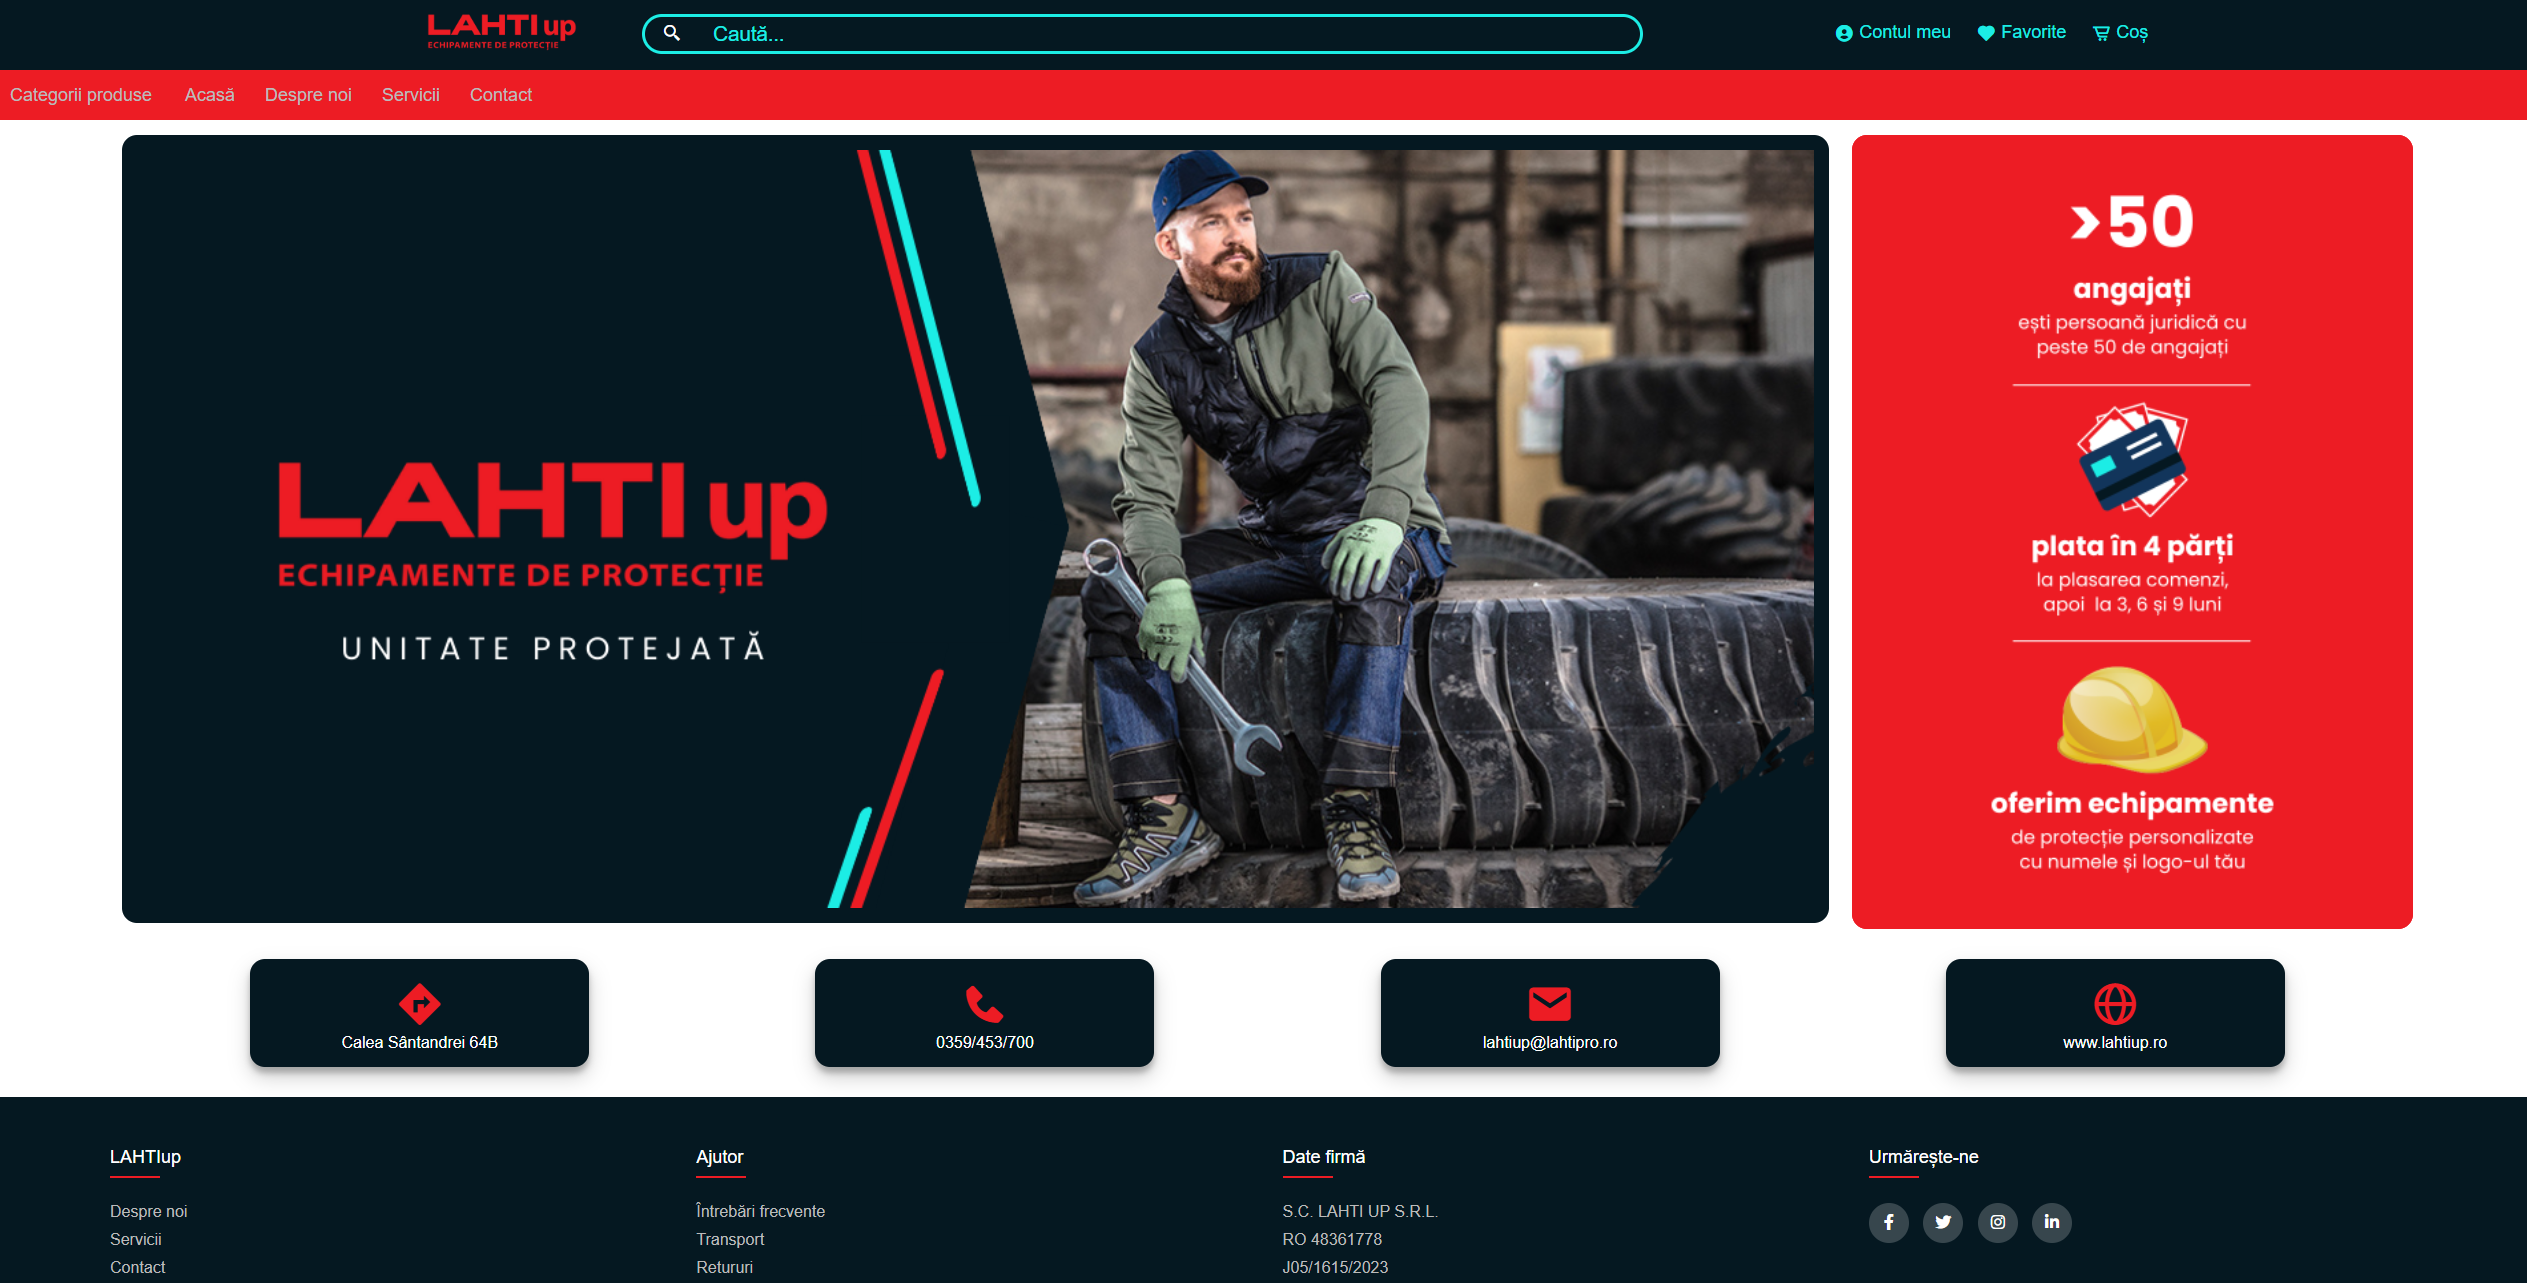 LAHTI up
ECHIPAMENTE DE PROTECȚIE
Caută...
Contul meu
Favorite
Coș
Categorii produse
Acasă
Despre noi
Servicii
Contact
LAHTI up
ECHIPAMENTE DE PROTECȚIE
UNITATE PROTEJATĂ
>50
angajați
ești persoană juridică cu
peste 50 de angajați
plata în 4 părți
la plasarea comenzi,
apoi la 3, 6 și 9 luni
oferim echipamente
de protecție personalizate
cu numele și logo-ul tău
Calea Sântandrei 64B
0359/453/700
lahtiup@lahtipro.ro
www.lahtiup.ro
LAHTIup
Despre noi
Servicii
Contact
Ajutor
Întrebări frecvente
Transport
Retururi
Date firmă
S.C. LAHTI UP S.R.L.
RO 48361778
J05/1615/2023
Urmărește-ne